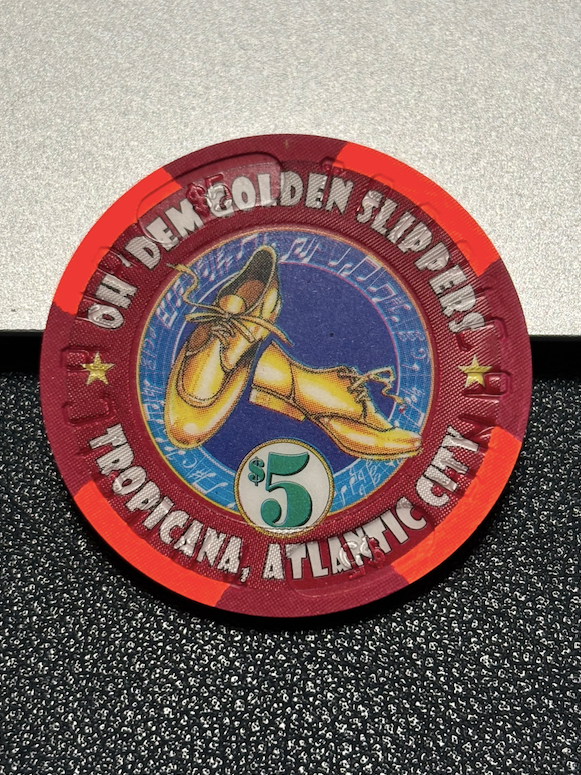 OH 'DEM GOLDEN SLIPPERS
$5
TROPICANA, ATLANTIC CITY